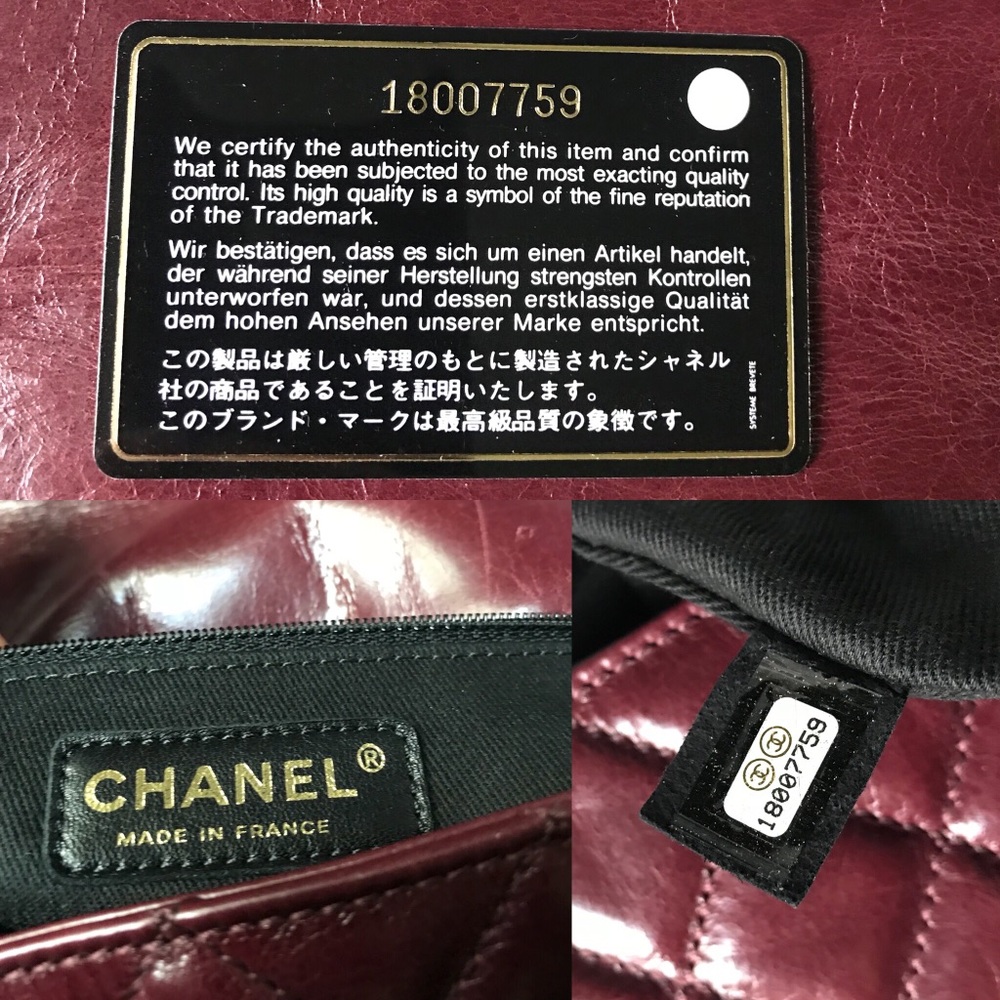 18007759
We certify the authenticity of this item and confirm
that it has been subjected to the most exacting quality
control. Its high quality is a symbol of the fine reputation
of the Trademark.
Wir bestätigen, dass es sich um einen Artikel handelt,
der während seiner Herstellung strengsten Kontrollen
unterworfen war, und dessen erstklassige Qualität
dem hohen Ansehen unserer Marke entspricht.
この製品は厳しい管理のもとに製造されたシャネル
社の商品であることを証明いたします。
このブランド・マークは最高級品質の象徴です。
SYSTEME BREVETE
CHANEL®
MADE IN FRANCE
18007759